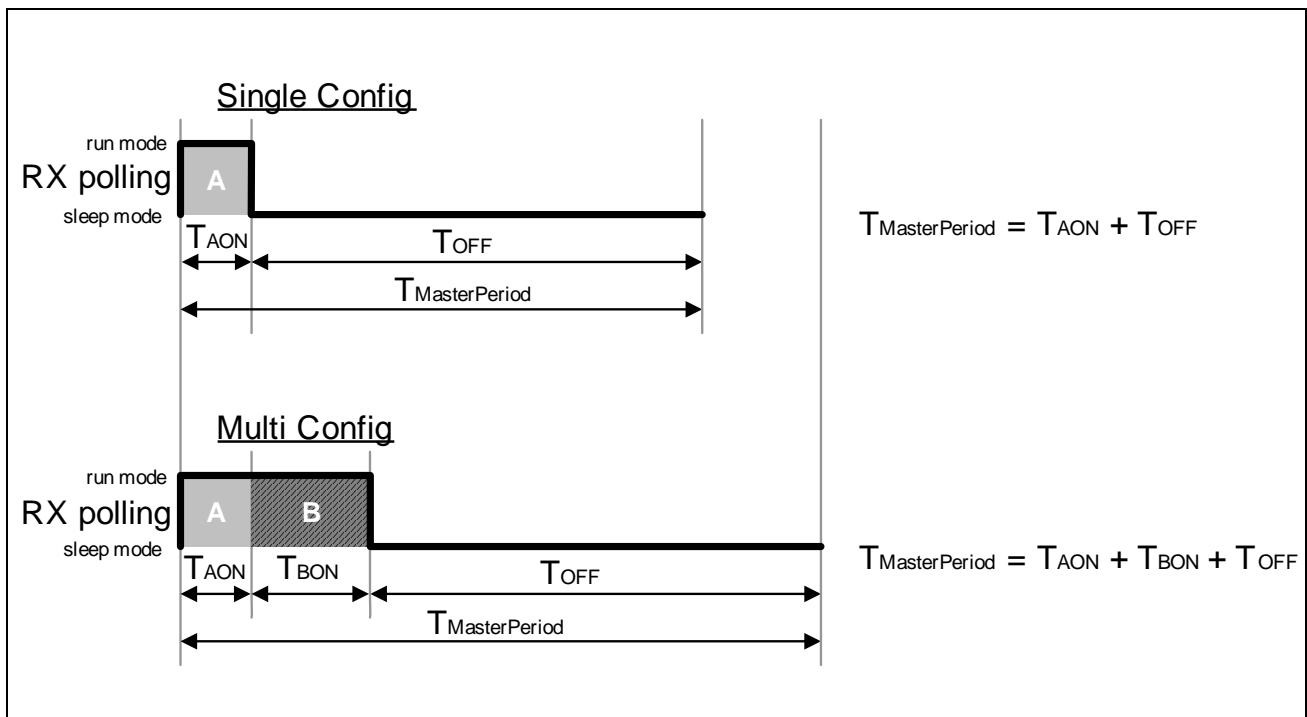 Single Config
run mode
RX polling
A
sleep mode
TAON
TOFF
TMasterPeriod
TMasterPeriod = TAON + TOFF
Multi Config
run mode
RX polling
A
B
sleep mode
TAON
TBON
TOFF
TMasterPeriod
TMasterPeriod = TAON + TBON + TOFF